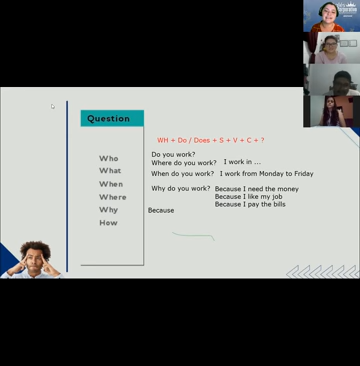 Question
WH + Do / Does + S + V + C + ?
Who
What
When
Where
Why
How
Do you work?
Where do you work? I work in ...
When do you work? I work from Monday to Friday
Why do you work? Because I need the money
Because I like my job
Because I pay the bills
Because